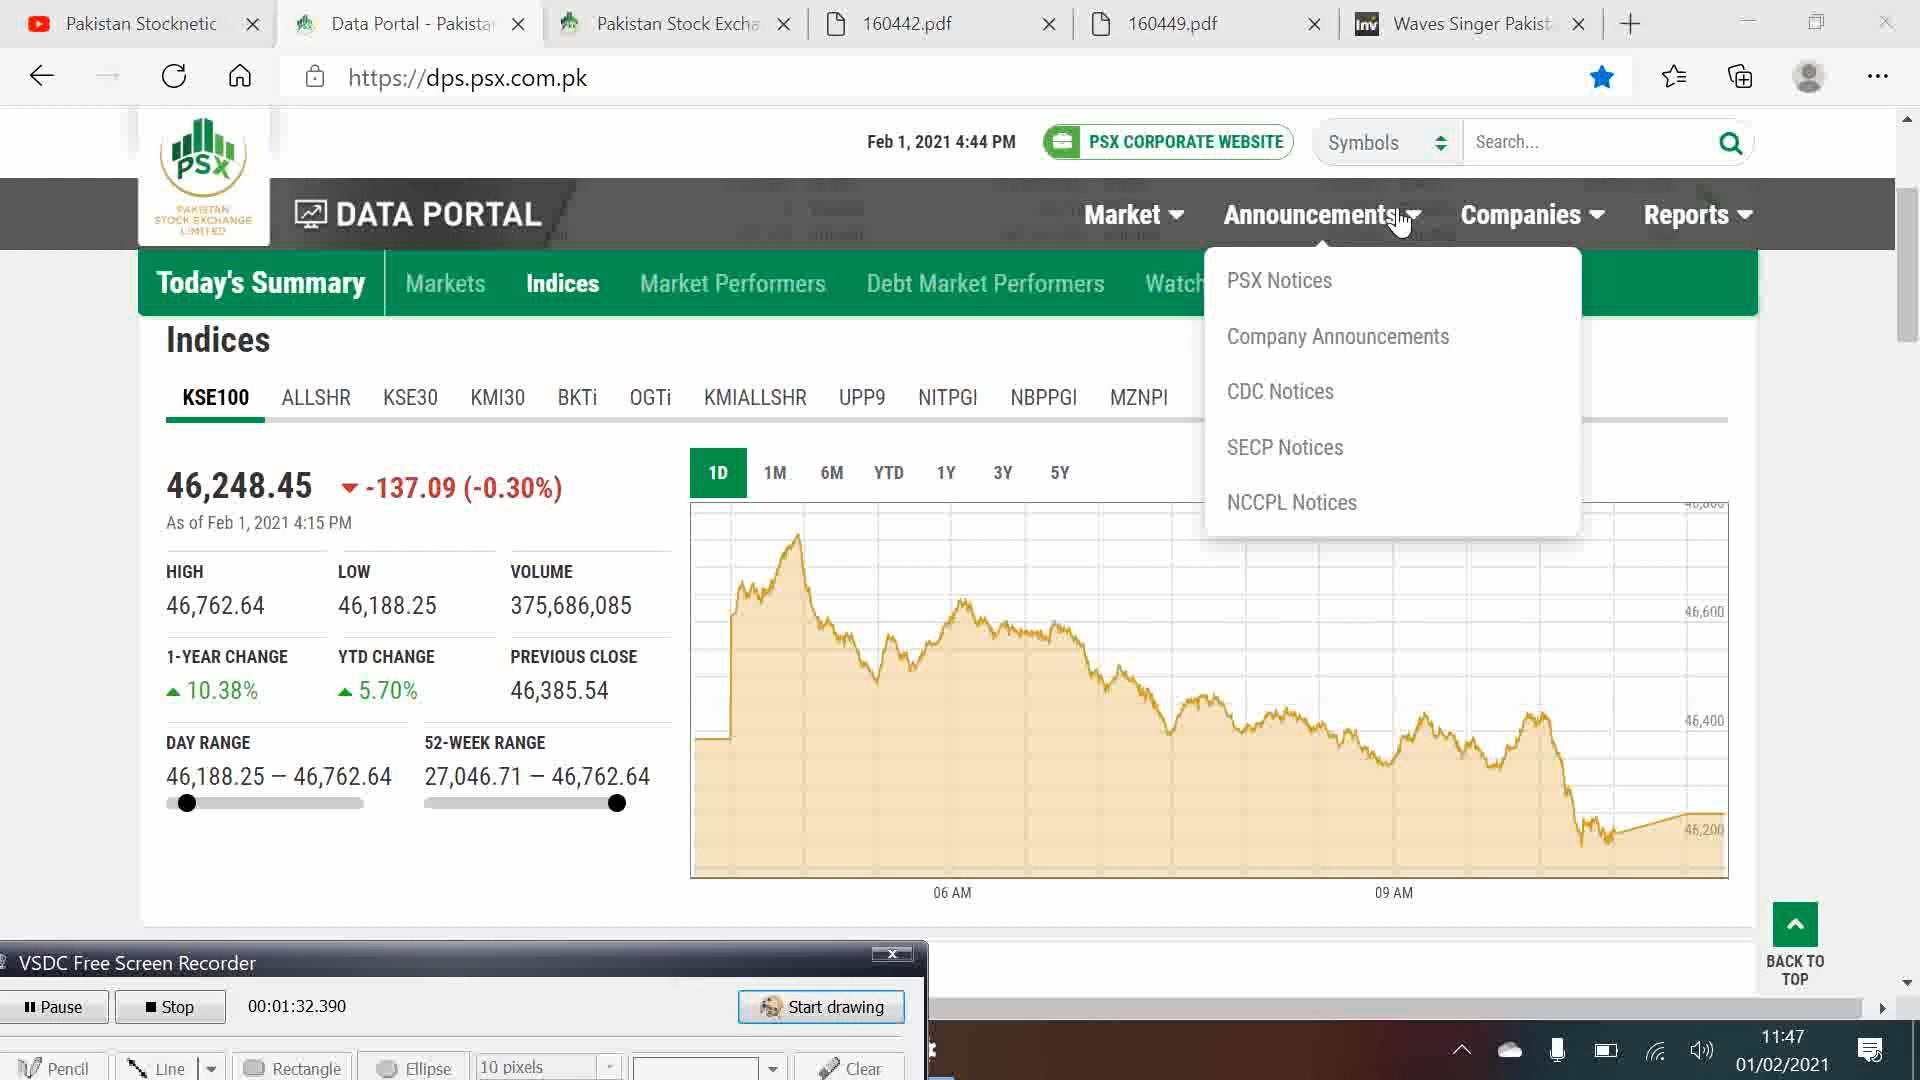 Pakistan Stocknetic
Data Portal - Pakista
Pakistan Stock Excha
160442.pdf
160449.pdf
Inv
Waves Singer Pakist
https://dps.psx.com.pk
PSX
PAKISTAN
STOCK EXCHANGE
LIMITED
Feb 1, 2021 4:44 PM
PSX CORPORATE WEBSITE
Symbols
Search...
DATA PORTAL
Market
Announcements
Companies
Reports
Today's Summary
Markets
Indices
Market Performers
Debt Market Performers
Watch
PSX Notices
Company Announcements
CDC Notices
SECP Notices
NCCPL Notices
Indices
KSE100
ALLSHR
KSE30
KMI30
BKTi
OGTi
KMIALLSHR
UPP9
NITPGI
NBPPGI
MZNPI
46,248.45
-137.09 (-0.30%)
As of Feb 1, 2021 4:15 PM
1D
1M
6M
YTD
1Y
3Y
5Y
HIGH
46,762.64
LOW
46,188.25
VOLUME
375,686,085
1-YEAR CHANGE
10.38%
YTD CHANGE
5.70%
PREVIOUS CLOSE
46,385.54
DAY RANGE
46,188.25 — 46,762.64
52-WEEK RANGE
27,046.71 — 46,762.64
46,800
46,600
46,400
46,200
06 AM
09 AM
BACK TO
TOP
VSDC Free Screen Recorder
Pause
Stop
00:01:32.390
Start drawing
Pencil
Line
Rectangle
Ellipse
10 pixels
Clear
11:47
01/02/2021